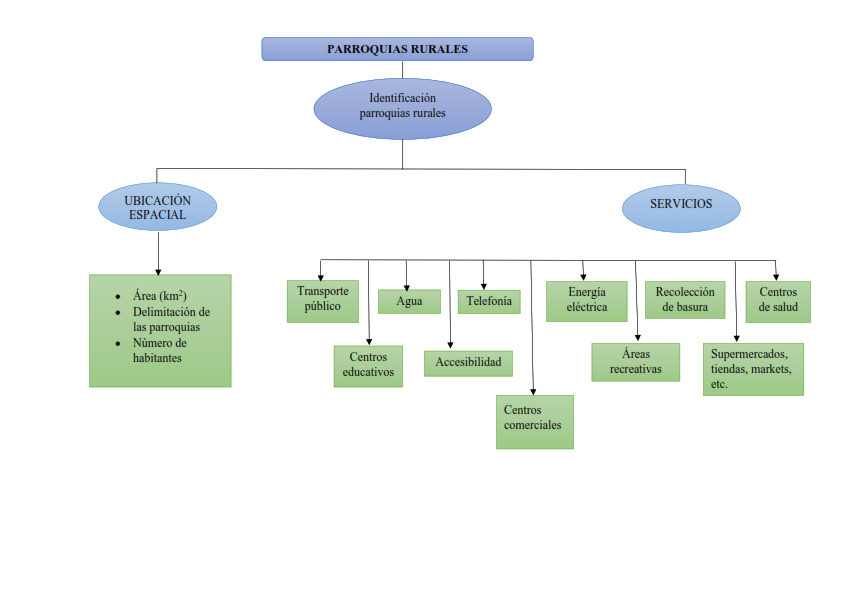 PARROQUIAS RURALES
Identificación
parroquias rurales
UBICACIÓN
ESPACIAL
SERVICIOS
• Área (km²)
• Delimitación de
las parroquias
• Número de
habitantes
Transporte
público
Agua
Telefonía
Energía
eléctrica
Recolección
de basura
Centros
de salud
Centros
educativos
Accesibilidad
Áreas
recreativas
Supermercados,
tiendas, markets,
etc.
Centros
comerciales